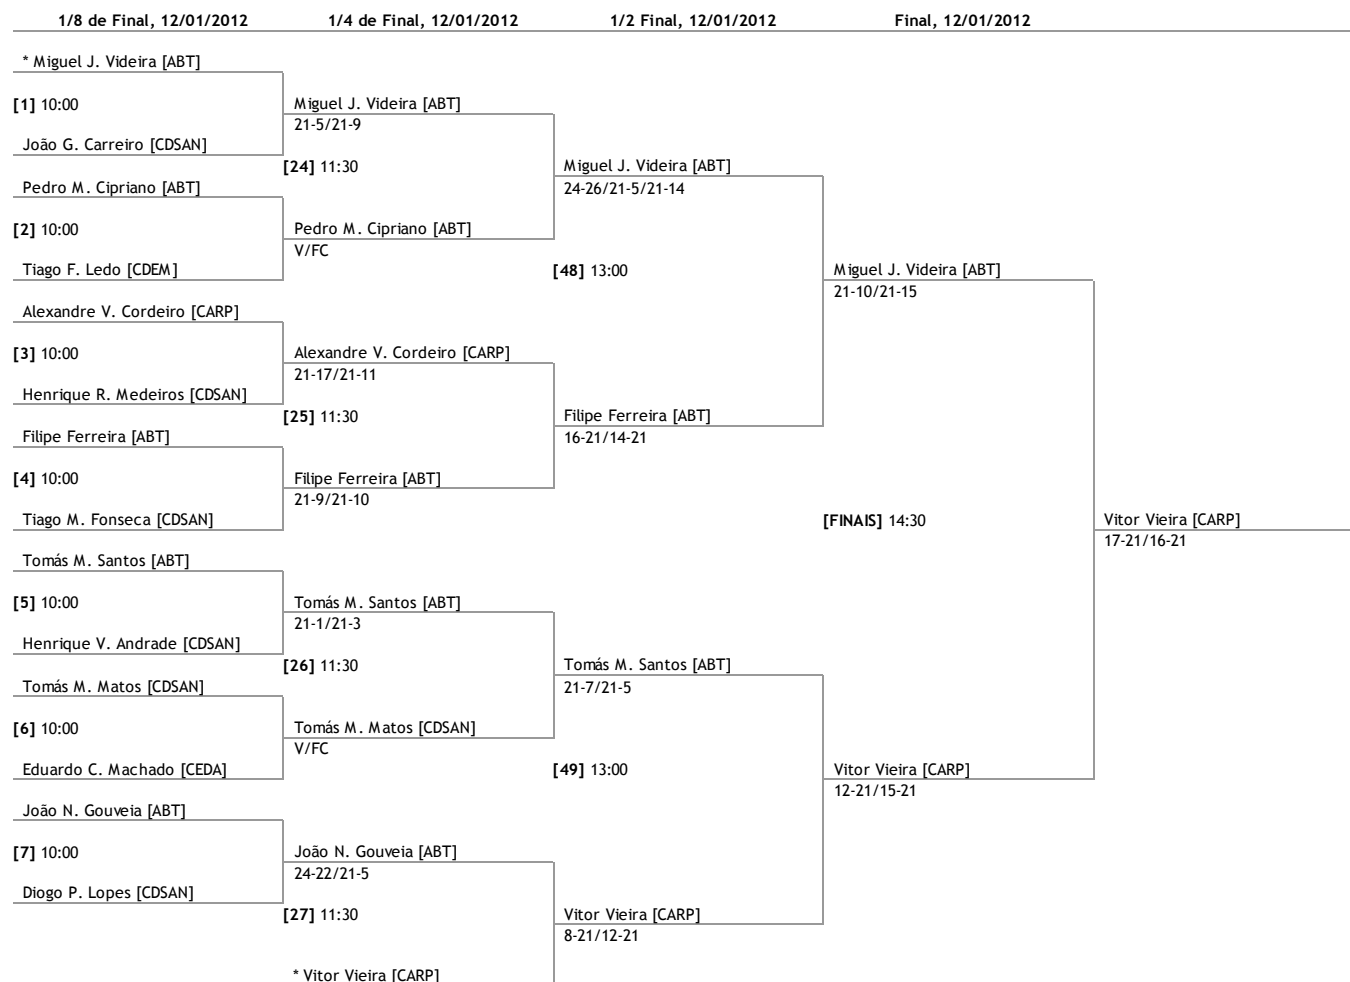 1/8 de Final, 12/01/2012 1/4 de Final, 12/01/2012 1/2 Final, 12/01/2012 Final, 12/01/2012
* Miguel J. Videira [ABT]
[1] 10:00 Miguel J. Videira [ABT]
21-5/21-9
João G. Carreiro [CDSAN]
[24] 11:30 Miguel J. Videira [ABT]
Pedro M. Cipriano [ABT] 24-26/21-5/21-14
[2] 10:00 Pedro M. Cipriano [ABT]
V/FC
Tiago F. Ledo [CDEM] [48] 13:00 Miguel J. Videira [ABT]
21-10/21-15
Alexandre V. Cordeiro [CARP]
[3] 10:00 Alexandre V. Cordeiro [CARP]
21-17/21-11
Henrique R. Medeiros [CDSAN]
[25] 11:30 Filipe Ferreira [ABT]
Filipe Ferreira [ABT] 16-21/14-21
[4] 10:00 Filipe Ferreira [ABT]
21-9/21-10
Tiago M. Fonseca [CDSAN] [FINAIS] 14:30 Vitor Vieira [CARP]
17-21/16-21
Tomás M. Santos [ABT]
[5] 10:00 Tomás M. Santos [ABT]
21-1/21-3
Henrique V. Andrade [CDSAN]
[26] 11:30 Tomás M. Santos [ABT]
Tomás M. Matos [CDSAN] 21-7/21-5
[6] 10:00 Tomás M. Matos [CDSAN]
V/FC
Eduardo C. Machado [CEDA] [49] 13:00 Vitor Vieira [CARP]
12-21/15-21
João N. Gouveia [ABT]
[7] 10:00 João N. Gouveia [ABT]
24-22/21-5
Diogo P. Lopes [CDSAN]
[27] 11:30 Vitor Vieira [CARP]
8-21/12-21
* Vitor Vieira [CARP]